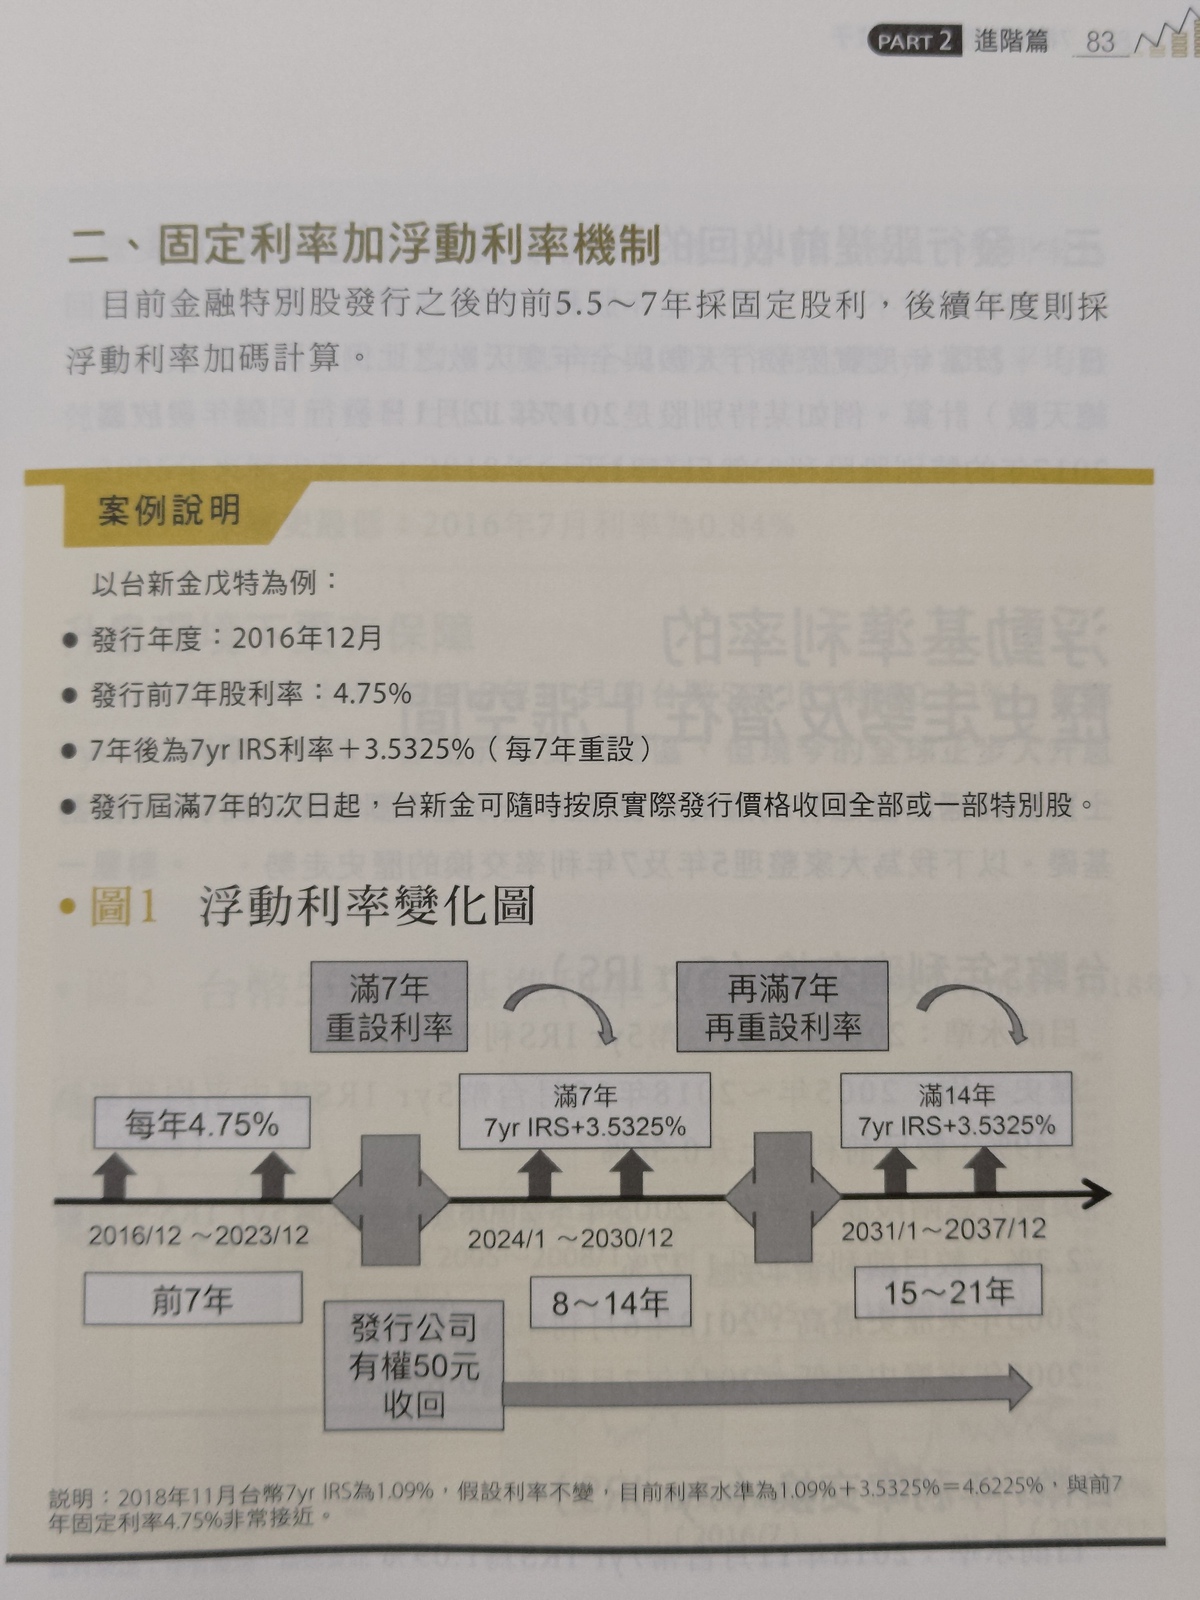 PART 2 進階篇 83
二、固定利率加浮動利率機制
目前金融特別股發行之後的前5.5～7年採固定股利，後續年度則採
浮動利率加碼計算。
案例說明
以台新金戊特為例：
● 發行年度：2016年12月
● 發行前7年股利率：4.75%
● 7年後為7yr IRS利率＋3.5325%（每7年重設）
● 發行屆滿7年的次日起，台新金可隨時按原實際發行價格收回全部或一部特別股。
•圖1 浮動利率變化圖
滿7年
重設利率
再滿7年
再重設利率
每年4.75%
滿7年
7yr IRS+3.5325%
滿14年
7yr IRS+3.5325%
2016/12 ～2023/12
2024/1 ～2030/12
2031/1～2037/12
前7年
8～14年
15～21年
發行公司
有權50元
收回
說明：2018年11月台幣7yr IRS為1.09%，假設利率不變，目前利率水準為1.09%＋3.5325%＝4.6225%，與前7
年固定利率4.75%非常接近。